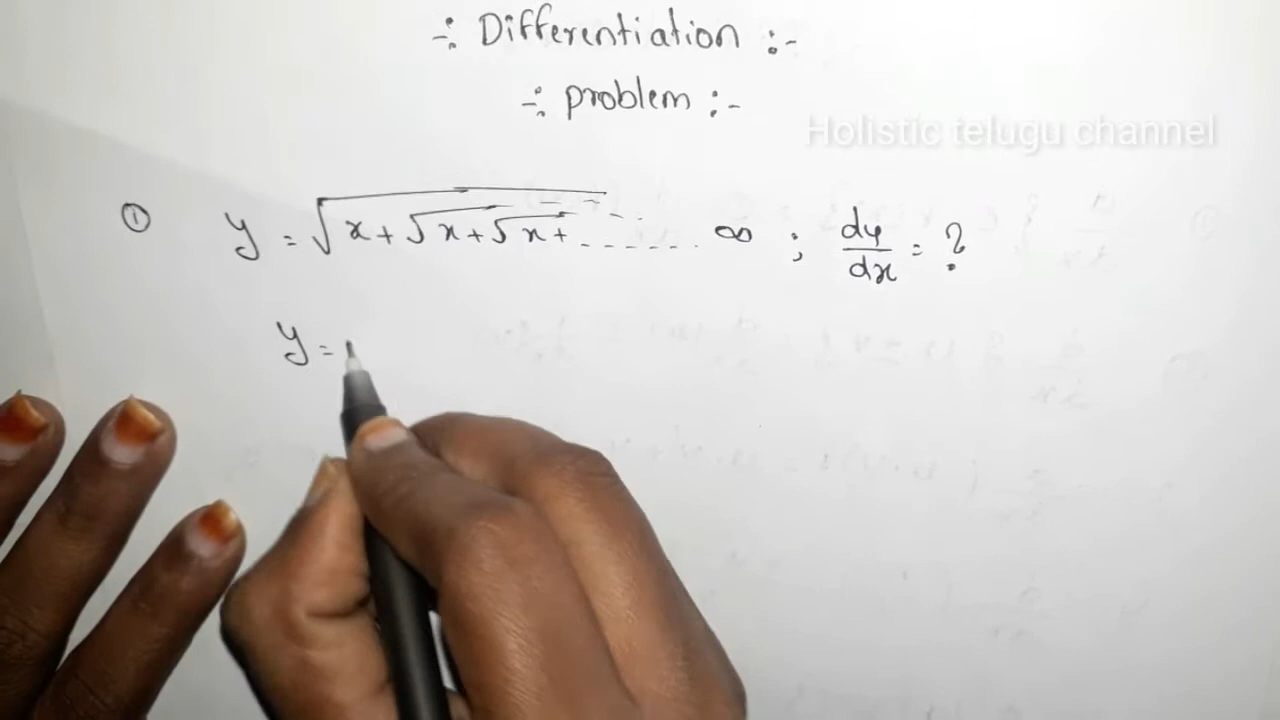 -: Differentiation :-
-: problem :-
Holistic telugu channel
① y = √x + √x + √x + ....... ∞ ; dy/dx = ?
y =